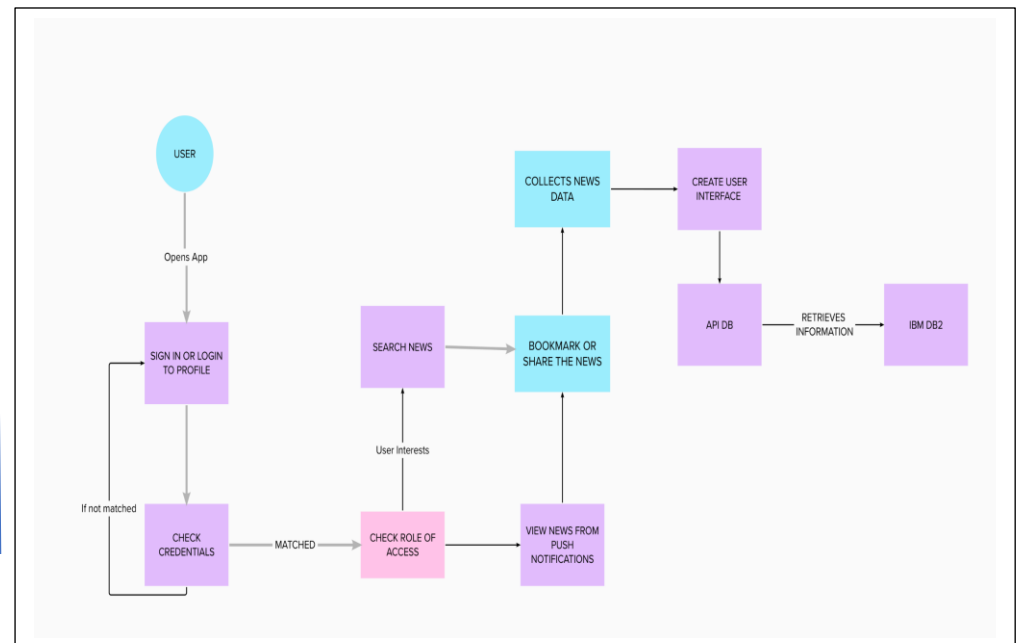 USER
Opens App
SIGN IN OR LOGIN
TO PROFILE
If not matched
CHECK
CREDENTIALS
MATCHED
CHECK ROLE OF
ACCESS
User Interests
SEARCH NEWS
VIEW NEWS FROM
PUSH
NOTIFICATIONS
BOOKMARK OR
SHARE THE NEWS
COLLECTS NEWS
DATA
CREATE USER
INTERFACE
API DB
RETRIEVES
INFORMATION
IBM DB2